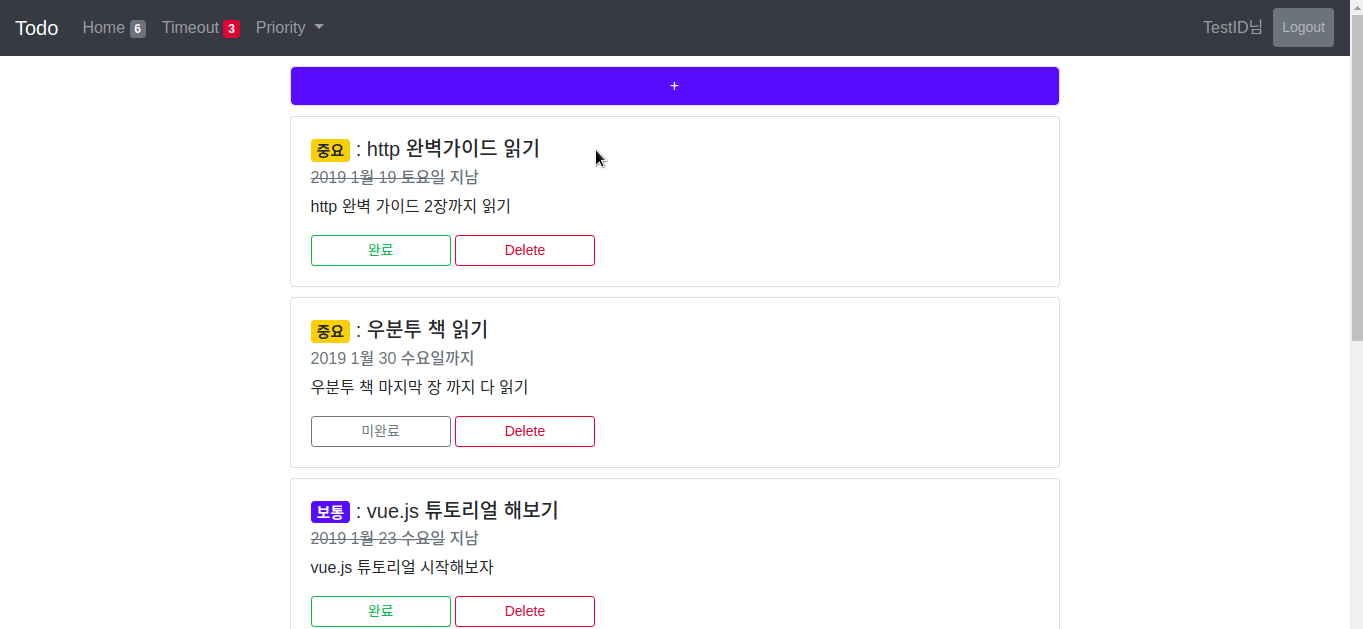 Todo Home 6 Timeout 3 Priority TestID님 Logout
+
중요 : http 완벽가이드 읽기
2019 1월 19 토요일 지남
http 완벽 가이드 2장까지 읽기
완료 Delete
중요 : 우분투 책 읽기
2019 1월 30 수요일까지
우분투 책 마지막 장 까지 다 읽기
미완료 Delete
보통 : vue.js 튜토리얼 해보기
2019 1월 23 수요일 지남
vue.js 튜토리얼 시작해보자
완료 Delete